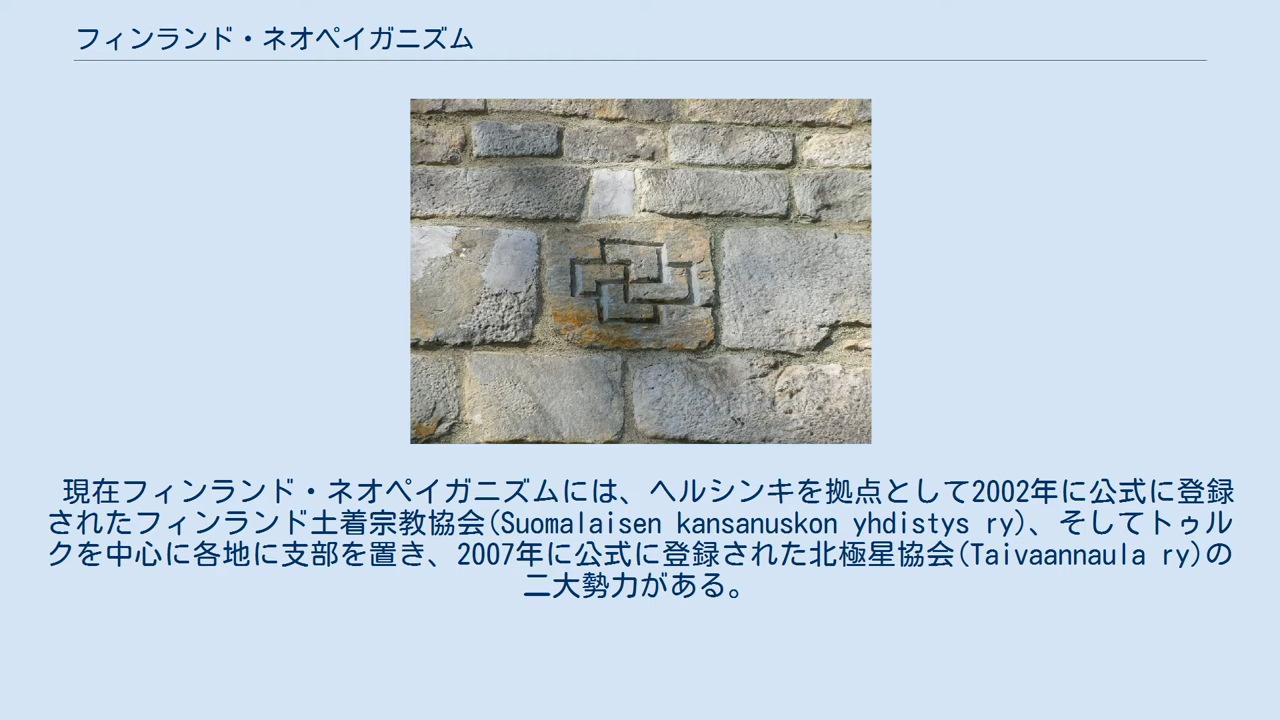 フィンランド・ネオペイガニズム
現在フィンランド・ネオペイガニズムには、ヘルシンキを拠点として2002年に公式に登録
されたフィンランド土着宗教協会(Suomalaisen kansanuskon yhdistys ry)、そしてトゥル
クを中心に各地に支部を置き、2007年に公式に登録された北極星協会(Taivaannaula ry)の
二大勢力がある。